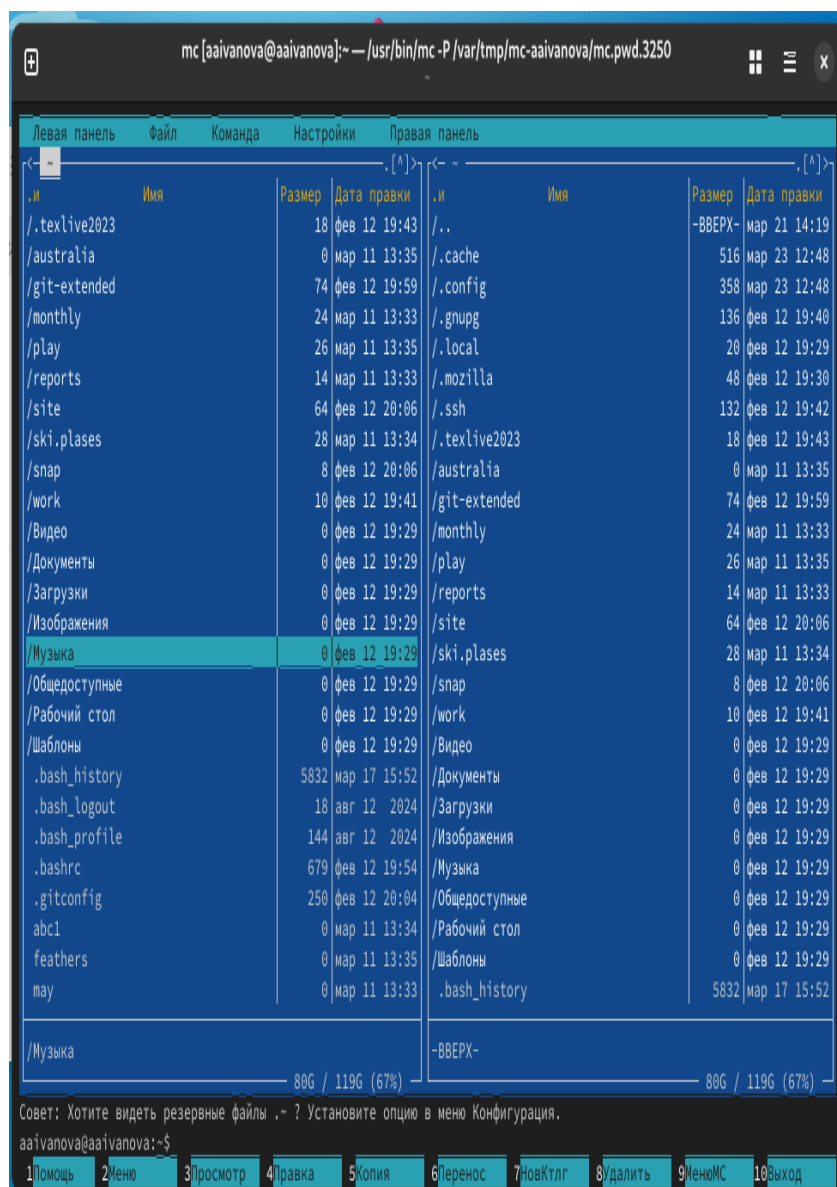 mc [aaivanova@aaivanova]:~ — /usr/bin/mc -P /var/tmp/mc-aaivanova/mc.pwd.3250
~
Левая панель Файл Команда Настройки Правая панель
<- ~ .[^]>
.и Имя Размер Дата правки
/.texlive2023 18 фев 12 19:43
/australia 0 мар 11 13:35
/git-extended 74 фев 12 19:59
/monthly 24 мар 11 13:33
/play 26 мар 11 13:35
/reports 14 мар 11 13:33
/site 64 фев 12 20:06
/ski.plases 28 мар 11 13:34
/snap 8 фев 12 20:06
/work 10 фев 12 19:41
/Видео 0 фев 12 19:29
/Документы 0 фев 12 19:29
/Загрузки 0 фев 12 19:29
/Изображения 0 фев 12 19:29
/Музыка 0 фев 12 19:29
/Общедоступные 0 фев 12 19:29
/Рабочий стол 0 фев 12 19:29
/Шаблоны 0 фев 12 19:29
.bash_history 5832 мар 17 15:52
.bash_logout 18 авг 12 2024
.bash_profile 144 авг 12 2024
.bashrc 679 фев 12 19:54
.gitconfig 250 фев 12 20:04
abc1 0 мар 11 13:34
feathers 0 мар 11 13:35
may 0 мар 11 13:33
/Музыка
80G / 119G (67%)
<- ~ .[^]>
.и Имя Размер Дата правки
/.. -ВВЕРХ- мар 21 14:19
/.cache 516 мар 23 12:48
/.config 358 мар 23 12:48
/.gnupg 136 фев 12 19:40
/.local 20 фев 12 19:29
/.mozilla 48 фев 12 19:30
/.ssh 132 фев 12 19:42
/.texlive2023 18 фев 12 19:43
/australia 0 мар 11 13:35
/git-extended 74 фев 12 19:59
/monthly 24 мар 11 13:33
/play 26 мар 11 13:35
/reports 14 мар 11 13:33
/site 64 фев 12 20:06
/ski.plases 28 мар 11 13:34
/snap 8 фев 12 20:06
/work 10 фев 12 19:41
/Видео 0 фев 12 19:29
/Документы 0 фев 12 19:29
/Загрузки 0 фев 12 19:29
/Изображения 0 фев 12 19:29
/Музыка 0 фев 12 19:29
/Общедоступные 0 фев 12 19:29
/Рабочий стол 0 фев 12 19:29
/Шаблоны 0 фев 12 19:29
.bash_history 5832 мар 17 15:52
-ВВЕРХ-
80G / 119G (67%)
Совет: Хотите видеть резервные файлы .~ ? Установите опцию в меню Конфигурация.
aaivanova@aaivanova:~$
1Помощь 2Меню 3Просмотр 4Правка 5Копия 6Перенос 7НовКтлг 8Удалить 9МенюMC 10Выход